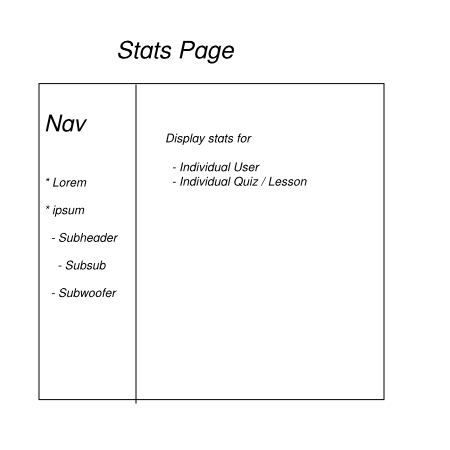 Stats Page
Nav
* Lorem
* ipsum
- Subheader
- Subsub
- Subwoofer
Display stats for
- Individual User
- Individual Quiz / Lesson